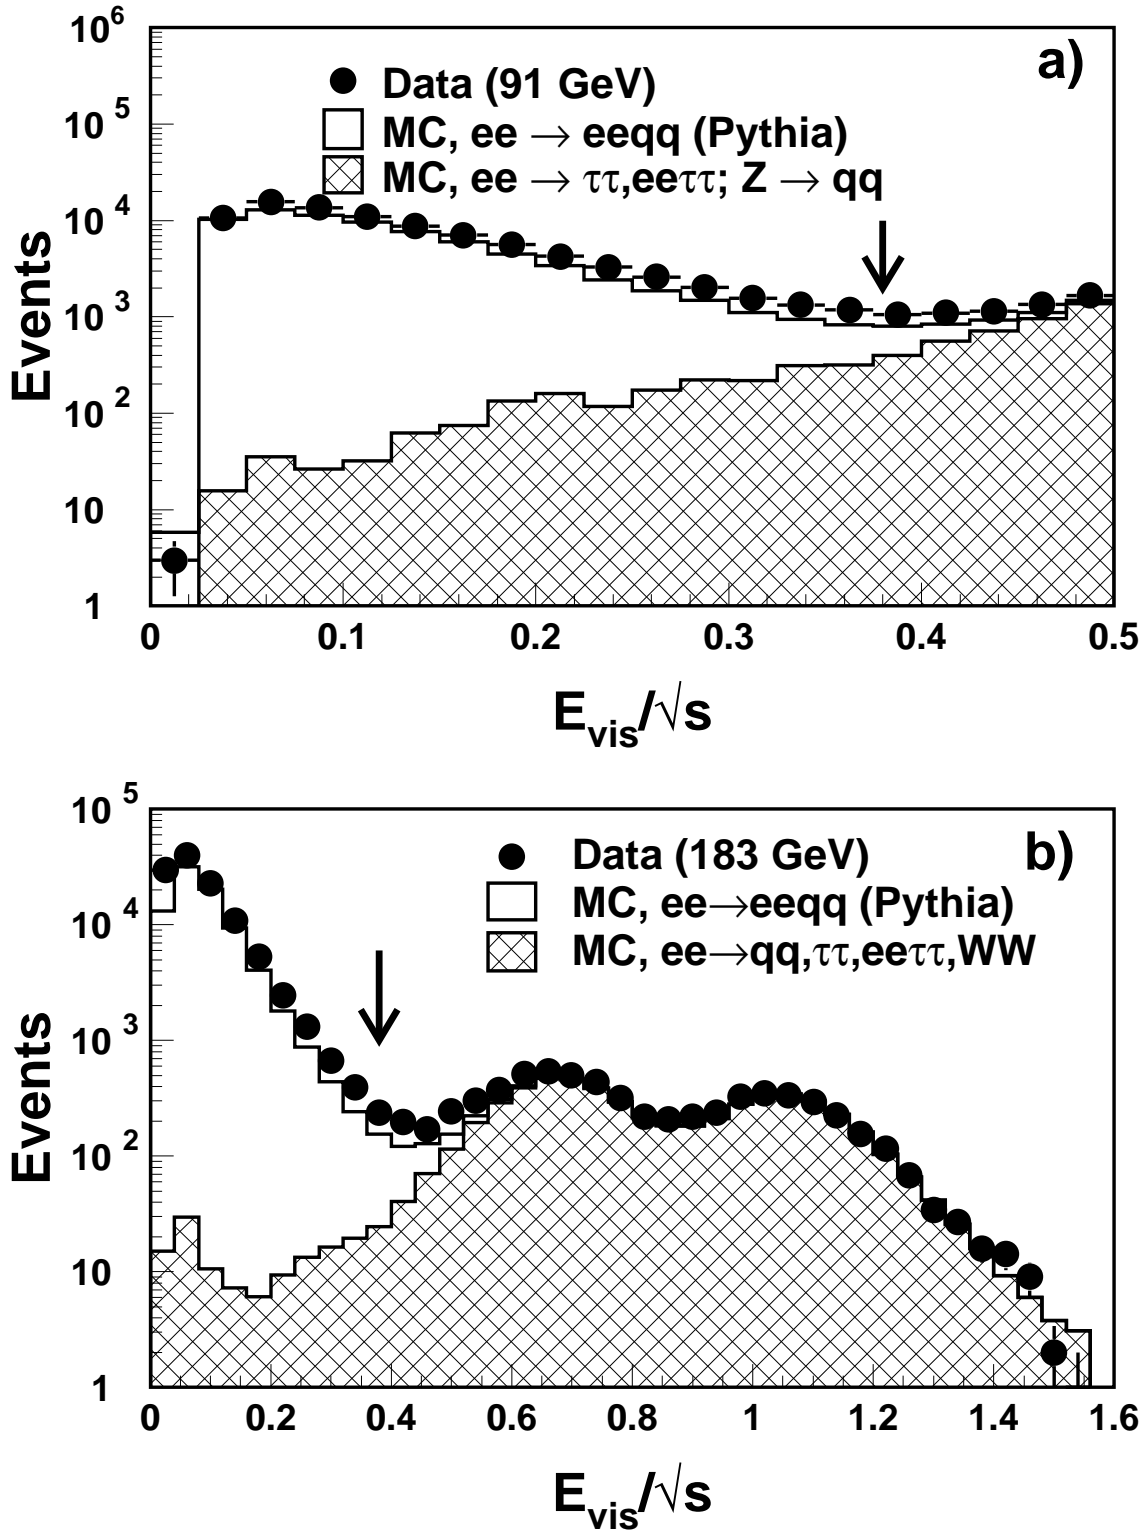 10^6
a)
Data (91 GeV)
10^5
MC, ee → eeqq (Pythia)
MC, ee → ττ,eeττ; Z → qq
10^4
10^3
10^2
10
1
Events
0 0.1 0.2 0.3 0.4 0.5
E_vis/√s
10^5
b)
Data (183 GeV)
MC, ee→eeqq (Pythia)
10^4
MC, ee→qq,ττ,eeττ,WW
10^3
10^2
10
1
Events
0 0.2 0.4 0.6 0.8 1 1.2 1.4 1.6
E_vis/√s